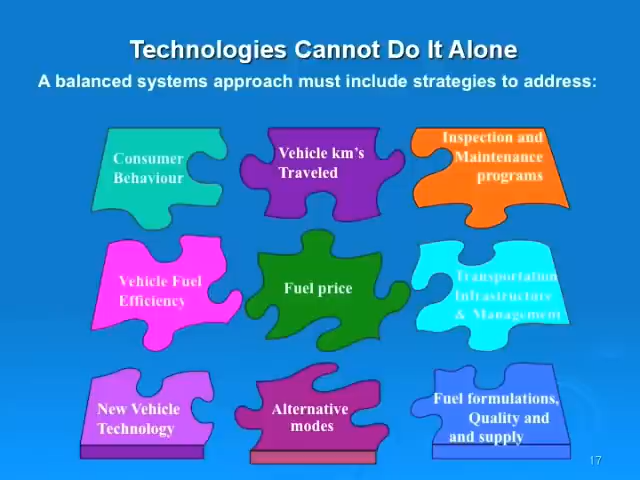 Technologies Cannot Do It Alone
A balanced systems approach must include strategies to address:
Consumer
Behaviour
Vehicle km's
Traveled
Inspection and
Maintenance
programs
Vehicle Fuel
Efficiency
Fuel price
Transportation
Infrastructure
& Management
New Vehicle
Technology
Alternative
modes
Fuel formulations,
Quality and
and supply
17